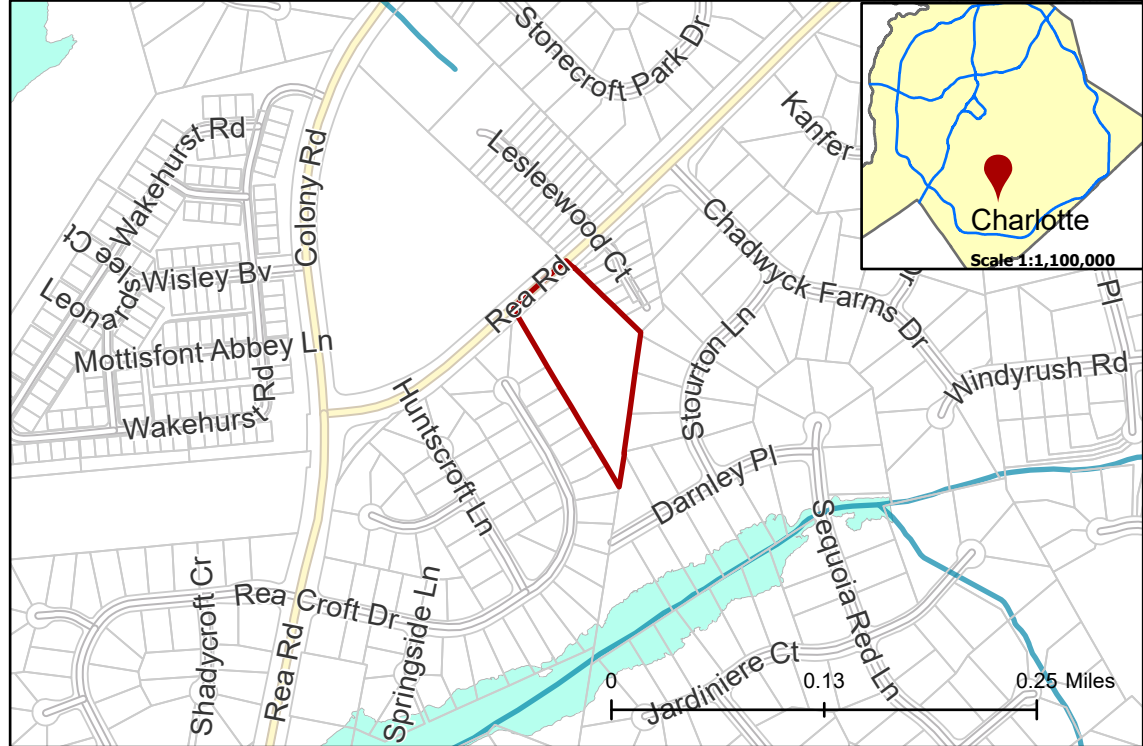 Stonecroft Park Dr
Kanfer
Wakehurst Rd
Colony Rd
Lesleewood Ct
Charlotte
Scale 1:1,100,000
Chadwyck Farms Dr
Leonardslee Ct
Wisley Bv
Rea Rd
Pl
Mottisfont Abbey Ln
Stourton Ln
Windyrush Rd
Wakehurst Rd
Huntscroft Ln
Darnley Pl
Sequoia Red Ln
Rea Croft Dr
Shadycroft Cr
Springside Ln
Rea Rd
Jardiniere Ct
0 0.13 0.25 Miles